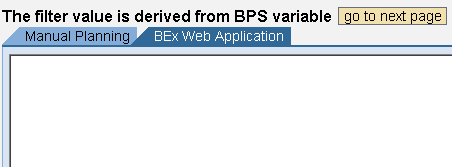 The filter value is derived from BPS variable go to next page
Manual Planning BEx Web Application